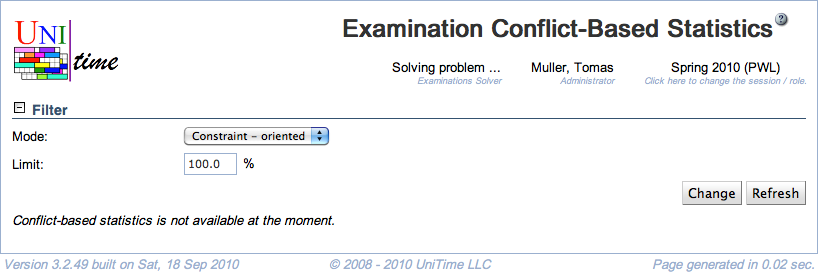 UNI
time
Examination Conflict-Based Statistics ?
Solving problem ... Muller, Tomas Spring 2010 (PWL)
Examinations Solver Administrator Click here to change the session / role.
Filter
Mode: Constraint - oriented
Limit: 100.0 %
Change Refresh
Conflict-based statistics is not available at the moment.
Version 3.2.49 built on Sat, 18 Sep 2010 © 2008 - 2010 UniTime LLC Page generated in 0.02 sec.